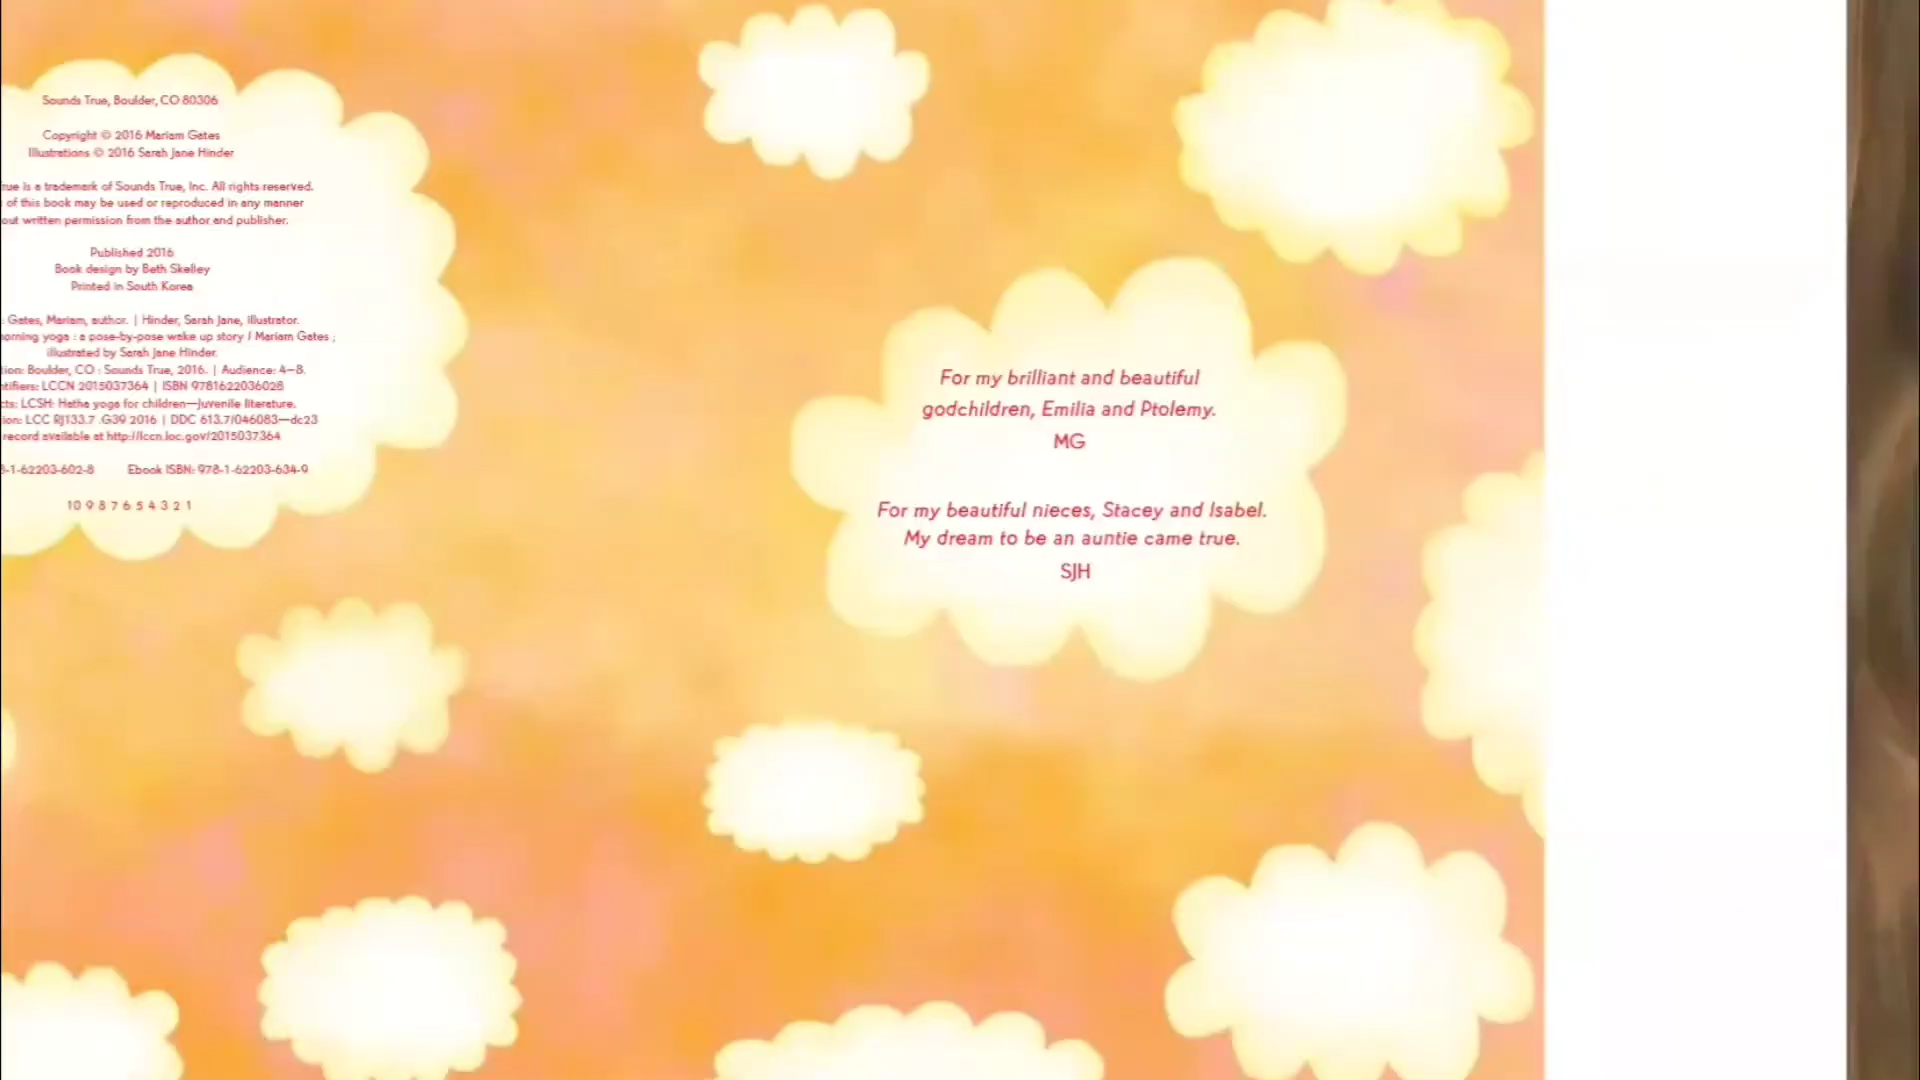 Sounds True, Boulder, CO 80306
Copyright © 2016 Mariam Gates
Illustrations © 2016 Sarah Jane Hinder
rue is a trademark of Sounds True, Inc. All rights reserved.
of this book may be used or reproduced in any manner
out written permission from the author and publisher.
Published 2016
Book design by Beth Skelley
Printed in South Korea
: Gates, Mariam, author. | Hinder, Sarah Jane, illustrator.
orning yoga : a pose-by-pose wake up story / Mariam Gates ;
illustrated by Sarah Jane Hinder.
ion: Boulder, CO : Sounds True, 2016. | Audience: 4–8.
ntifiers: LCCN 2015037364 | ISBN 9781622036028
cts: LCSH: Hatha yoga for children—Juvenile literature.
ion: LCC RJ133.7 .G39 2016 | DDC 613.7/046083—dc23
record available at http://lccn.loc.gov/2015037364
8-1-62203-602-8 Ebook ISBN: 978-1-62203-634-9
10 9 8 7 6 5 4 3 2 1
For my brilliant and beautiful
godchildren, Emilia and Ptolemy.
MG
For my beautiful nieces, Stacey and Isabel.
My dream to be an auntie came true.
SJH